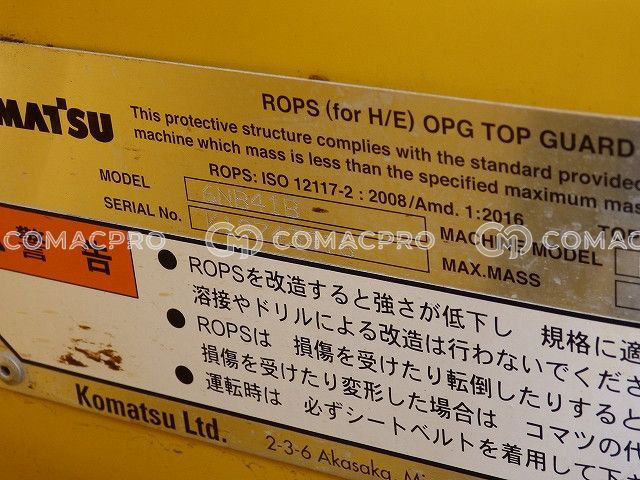 OMATSU
ROPS (for H/E) OPG TOP GUARD
This protective structure complies with the standard provided
machine which mass is less than the specified maximum mas
ROPS: ISO 12117-2 : 2008/Amd. 1:2016
MODEL 6NB41B
SERIAL No.
MACHINE MODEL
MAX.MASS
COMACPRO COMACPRO COMACPRO
警告
● ROPSを改造すると強さが低下し 規格に適
溶接やドリルによる改造は行わないでくださ
● ROPSは 損傷を受けたり転倒したりすると
損傷を受けたり変形した場合は コマツの代
● 運転時は 必ずシートベルトを着用して下
Komatsu Ltd.
2-3-6 Akasaka,